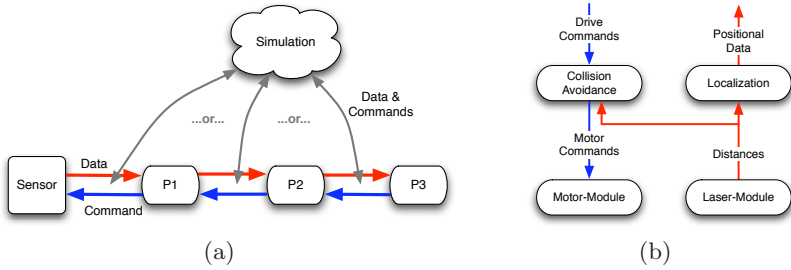 Simulation
Data &
Commands
...or...
...or...
Data
Sensor
P1
P2
P3
Command
(a)
Drive
Commands
Positional
Data
Collision
Avoidance
Localization
Motor
Commands
Distances
Motor-Module
Laser-Module
(b)